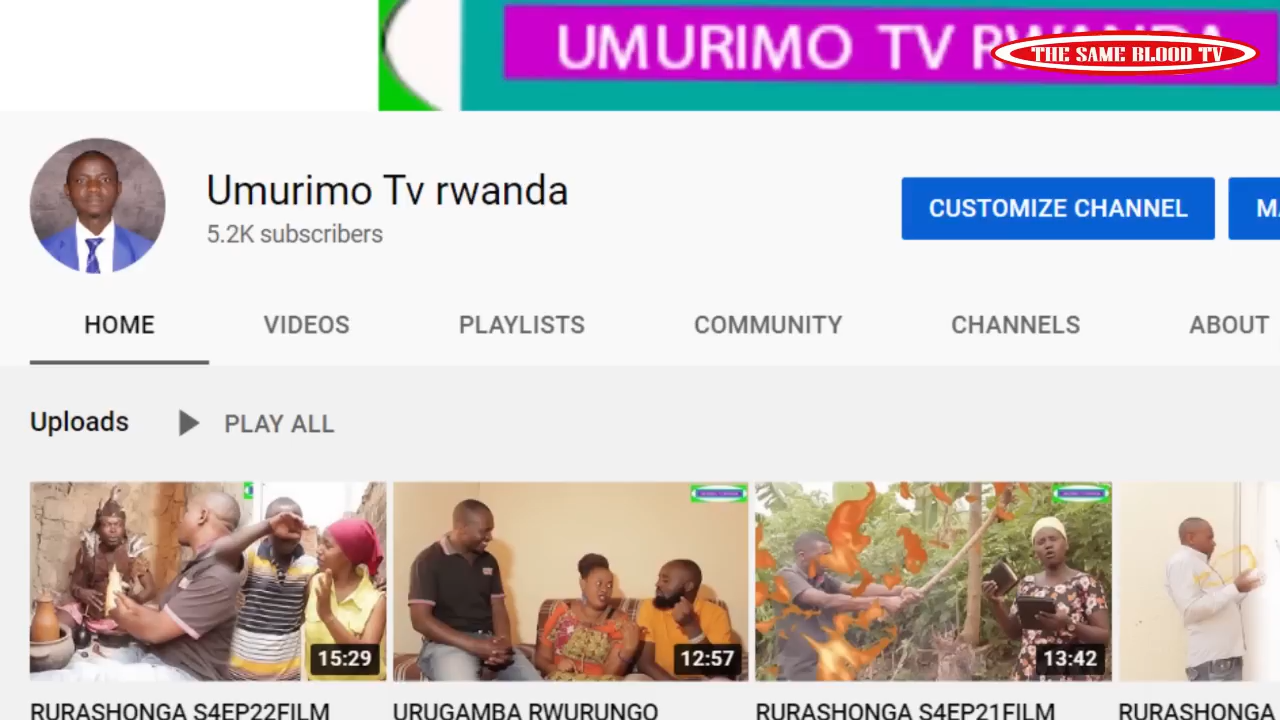 UMURIMO TV RWANDA
THE SAME BLOOD TV
Umurimo Tv rwanda
5.2K subscribers
CUSTOMIZE CHANNEL
HOME
VIDEOS
PLAYLISTS
COMMUNITY
CHANNELS
ABOUT
Uploads
PLAY ALL
15:29
12:57
13:42
RURASHONGA S4EP22FILM
URUGAMBA RWURUNGO
RURASHONGA S4EP21FILM
RURASHONGA